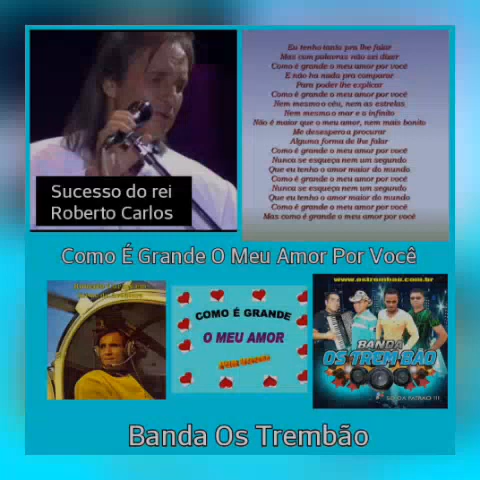 Sucesso do rei
Roberto Carlos
Eu tenho tanto pra lhe falar
Mas com palavras não sei dizer
Como é grande o meu amor por você
E não há nada pra comparar
Para poder lhe explicar
Como é grande o meu amor por você
Nem mesmo o céu, nem as estrelas
Nem mesmo o mar e o infinito
Não é maior que o meu amor, nem mais bonito
Me desespero a procurar
Alguma forma de lhe falar
Como é grande o meu amor por você
Nunca se esqueça nem um segundo
Que eu tenho o amor maior do mundo
Como é grande o meu amor por você
Nunca se esqueça nem um segundo
Que eu tenho o amor maior do mundo
Como é grande o meu amor por você
Mas como é grande o meu amor por você
Como É Grande O Meu Amor Por Você
COMO É GRANDE
O MEU AMOR
www.ostrembao.com.br
BANDA
OS TREM BÃO
Banda Os Trembão